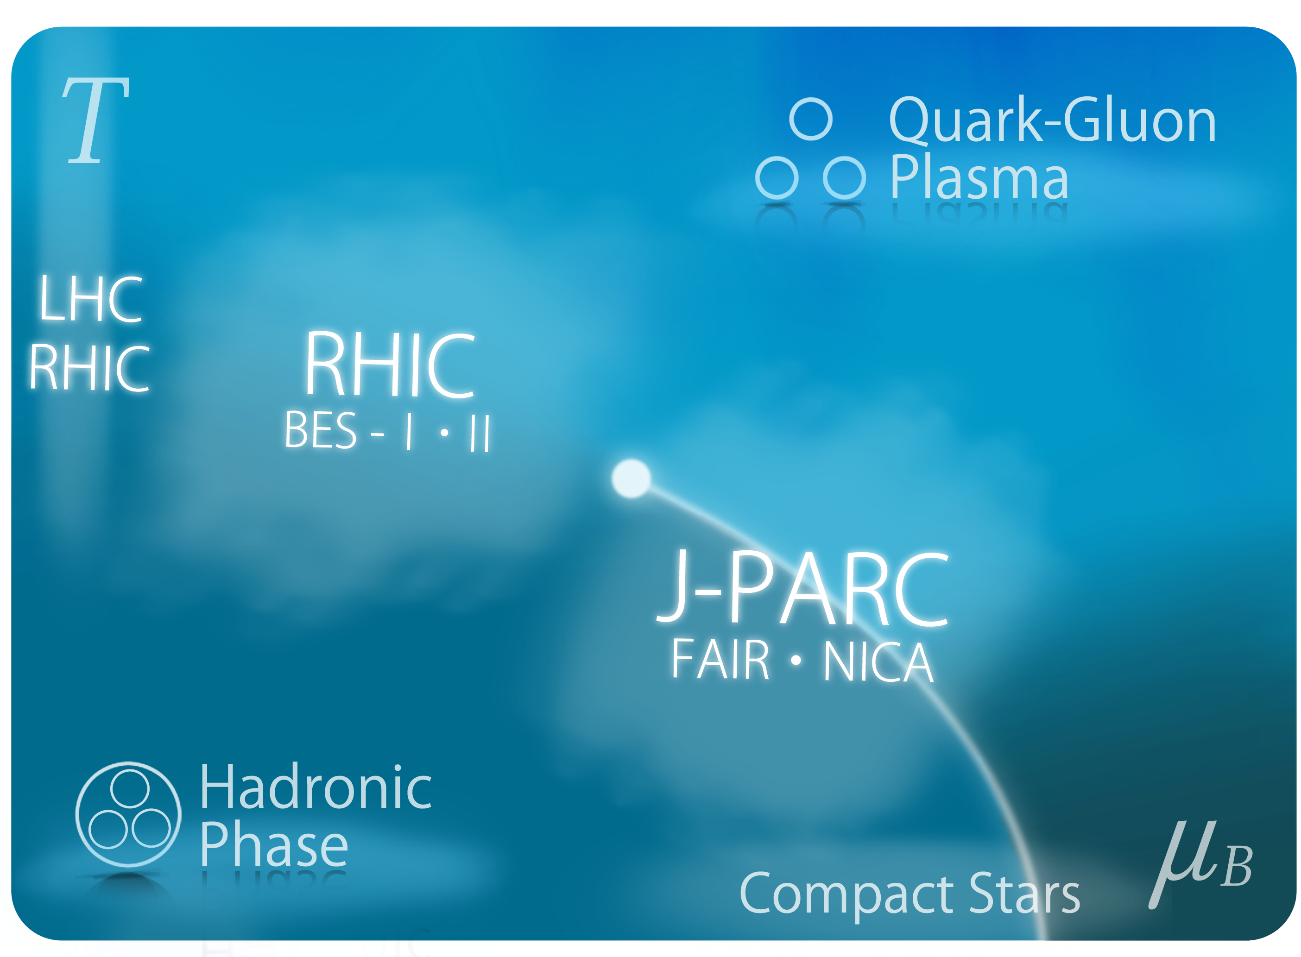 T
Quark-Gluon
Plasma
LHC
RHIC
RHIC
BES - I・II
J-PARC
FAIR・NICA
Hadronic
Phase
Compact Stars
μB